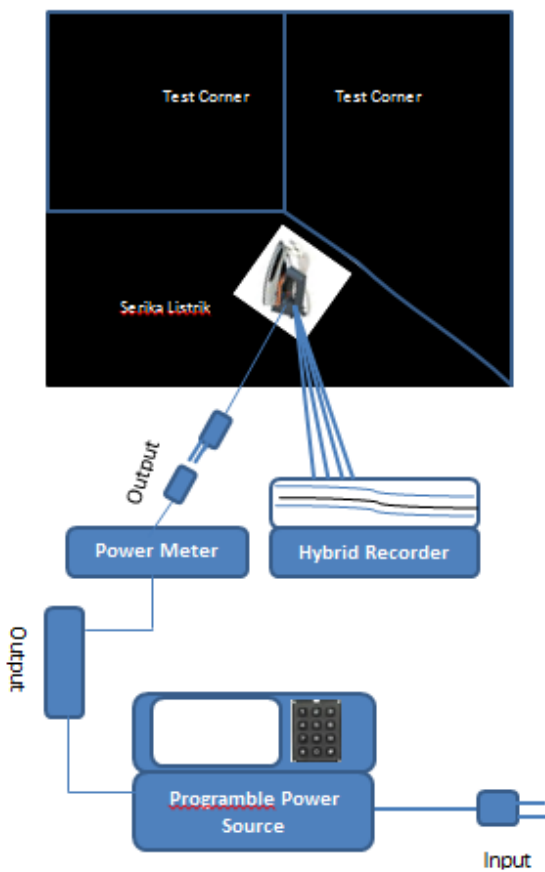 Test Corner
Test Corner
Serika Listrik
Output
Power Meter
Hybrid Recorder
Output
Programble Power
Source
Input